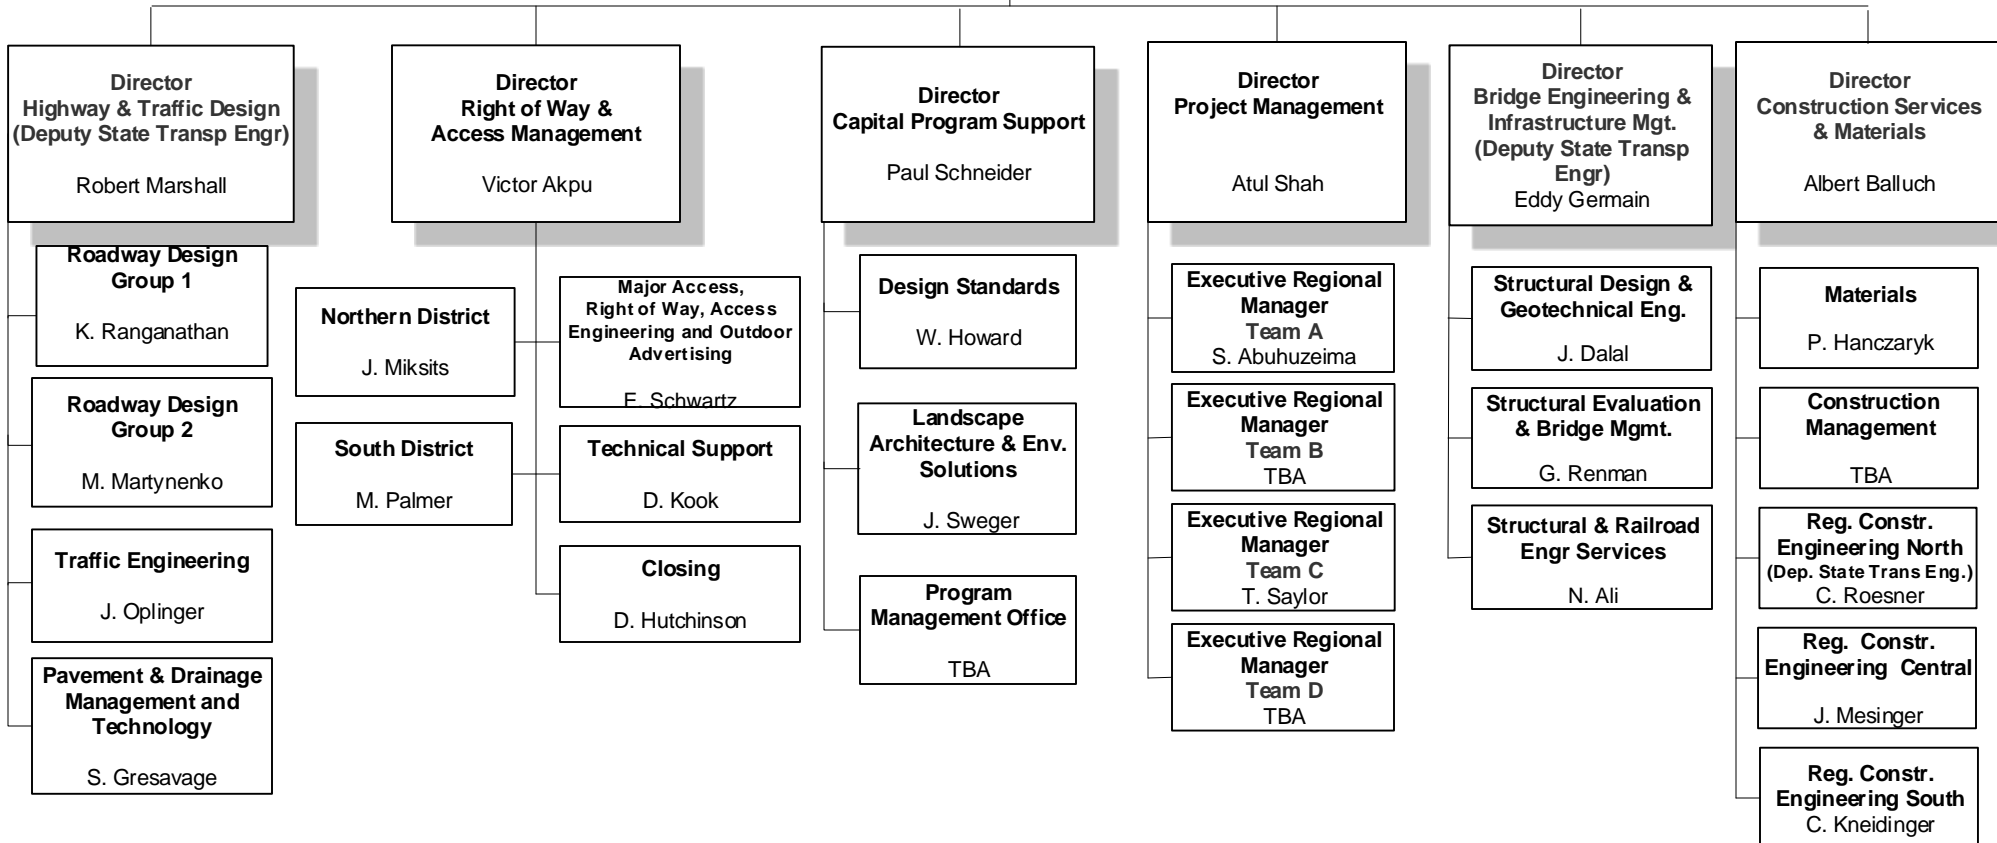 Director
Highway & Traffic Design
(Deputy State Transp Engr)
Robert Marshall
Roadway Design
Group 1
K. Ranganathan
Roadway Design
Group 2
M. Martynenko
Traffic Engineering
J. Oplinger
Pavement & Drainage
Management and
Technology
S. Gresavage
Director
Right of Way &
Access Management
Victor Akpu
Northern District
J. Miksits
South District
M. Palmer
Major Access,
Right of Way, Access
Engineering and Outdoor
Advertising
E. Schwartz
Technical Support
D. Kook
Closing
D. Hutchinson
Director
Capital Program Support
Paul Schneider
Design Standards
W. Howard
Landscape
Architecture & Env.
Solutions
J. Sweger
Program
Management Office
TBA
Director
Project Management
Atul Shah
Executive Regional
Manager
Team A
S. Abuhuzeima
Executive Regional
Manager
Team B
TBA
Executive Regional
Manager
Team C
T. Saylor
Executive Regional
Manager
Team D
TBA
Director
Bridge Engineering &
Infrastructure Mgt.
(Deputy State Transp
Engr)
Eddy Germain
Structural Design &
Geotechnical Eng.
J. Dalal
Structural Evaluation
& Bridge Mgmt.
G. Renman
Structural & Railroad
Engr Services
N. Ali
Director
Construction Services
& Materials
Albert Balluch
Materials
P. Hanczaryk
Construction
Management
TBA
Reg. Constr.
Engineering North
(Dep. State Trans Eng.)
C. Roesner
Reg. Constr.
Engineering Central
J. Mesinger
Reg. Constr.
Engineering South
C. Kneidinger